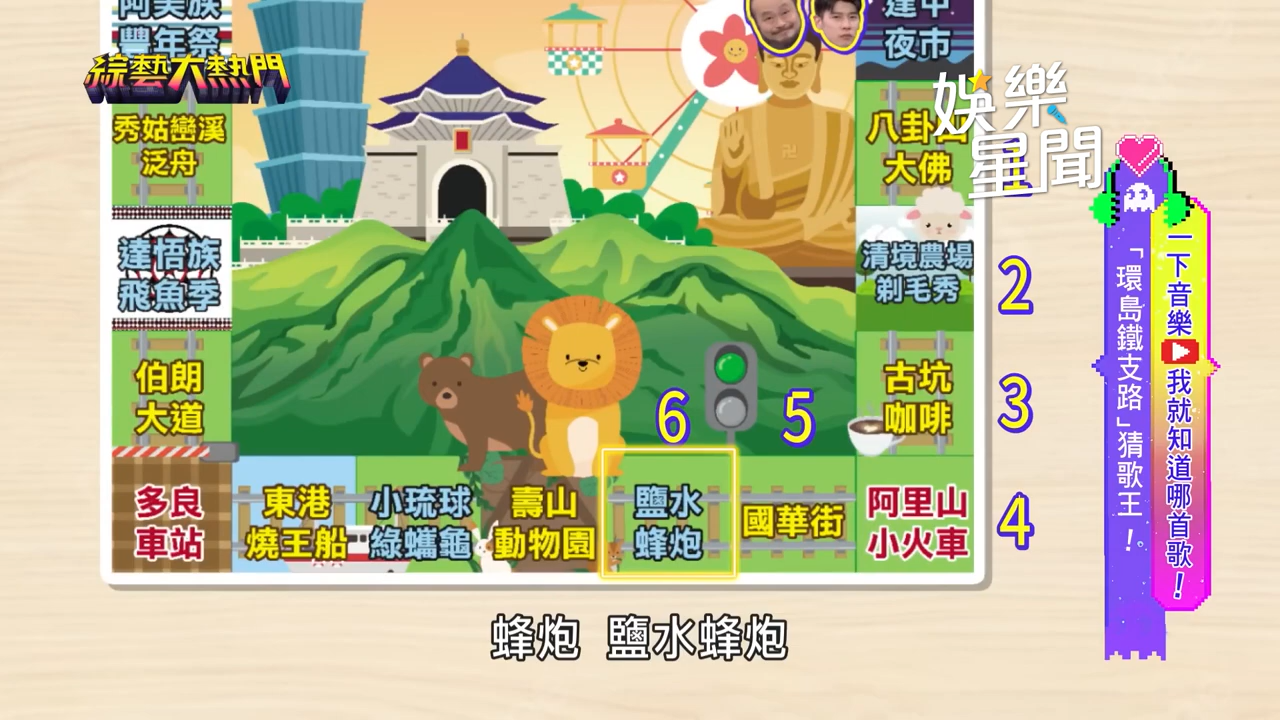 阿美族
豐年祭
逢甲
夜市
綜藝大熱門
娛樂
星聞
秀姑巒溪
泛舟
八卦山
大佛
1
達悟族
飛魚季
清境農場
剃毛秀
2
伯朗
大道
古坑
咖啡
3
6
5
多良
車站
東港
燒王船
小琉球
綠蠵龜
壽山
動物園
鹽水
蜂炮
國華街
阿里山
小火車
4
蜂炮 鹽水蜂炮
一下音樂 我就知道哪首歌!
「環島鐵支路」猜歌王!